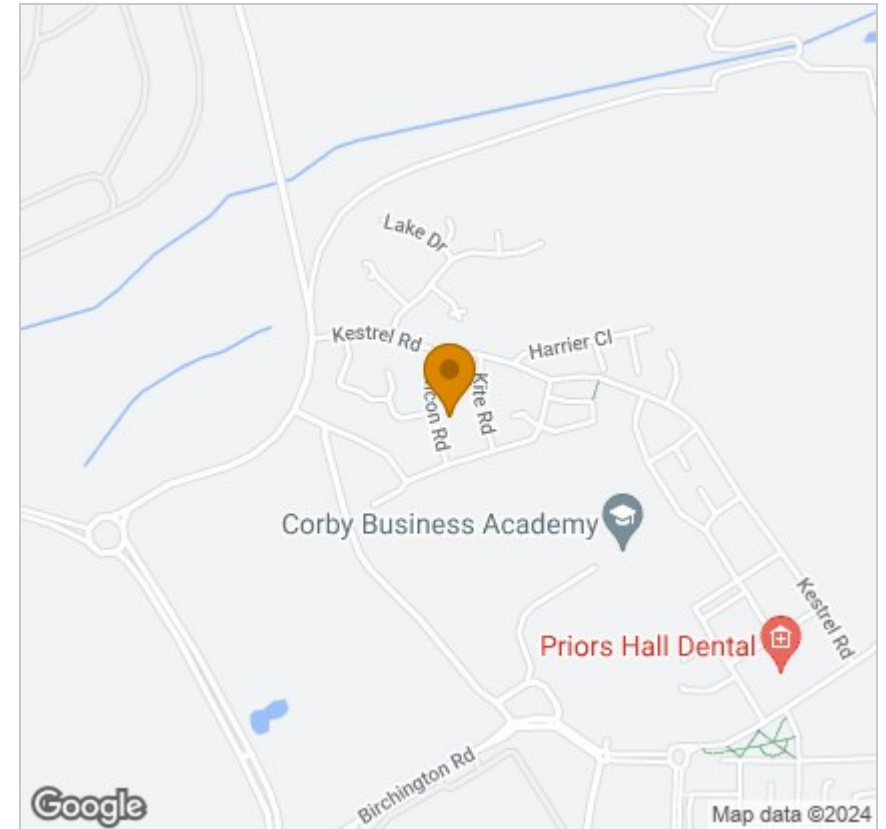 Lake Dr
Kestrel Rd
Harrier Cl
lcon Rd
Kite Rd
Corby Business Academy
Kestrel Rd
Priors Hall Dental
Birchington Rd
Google
Map data ©2024